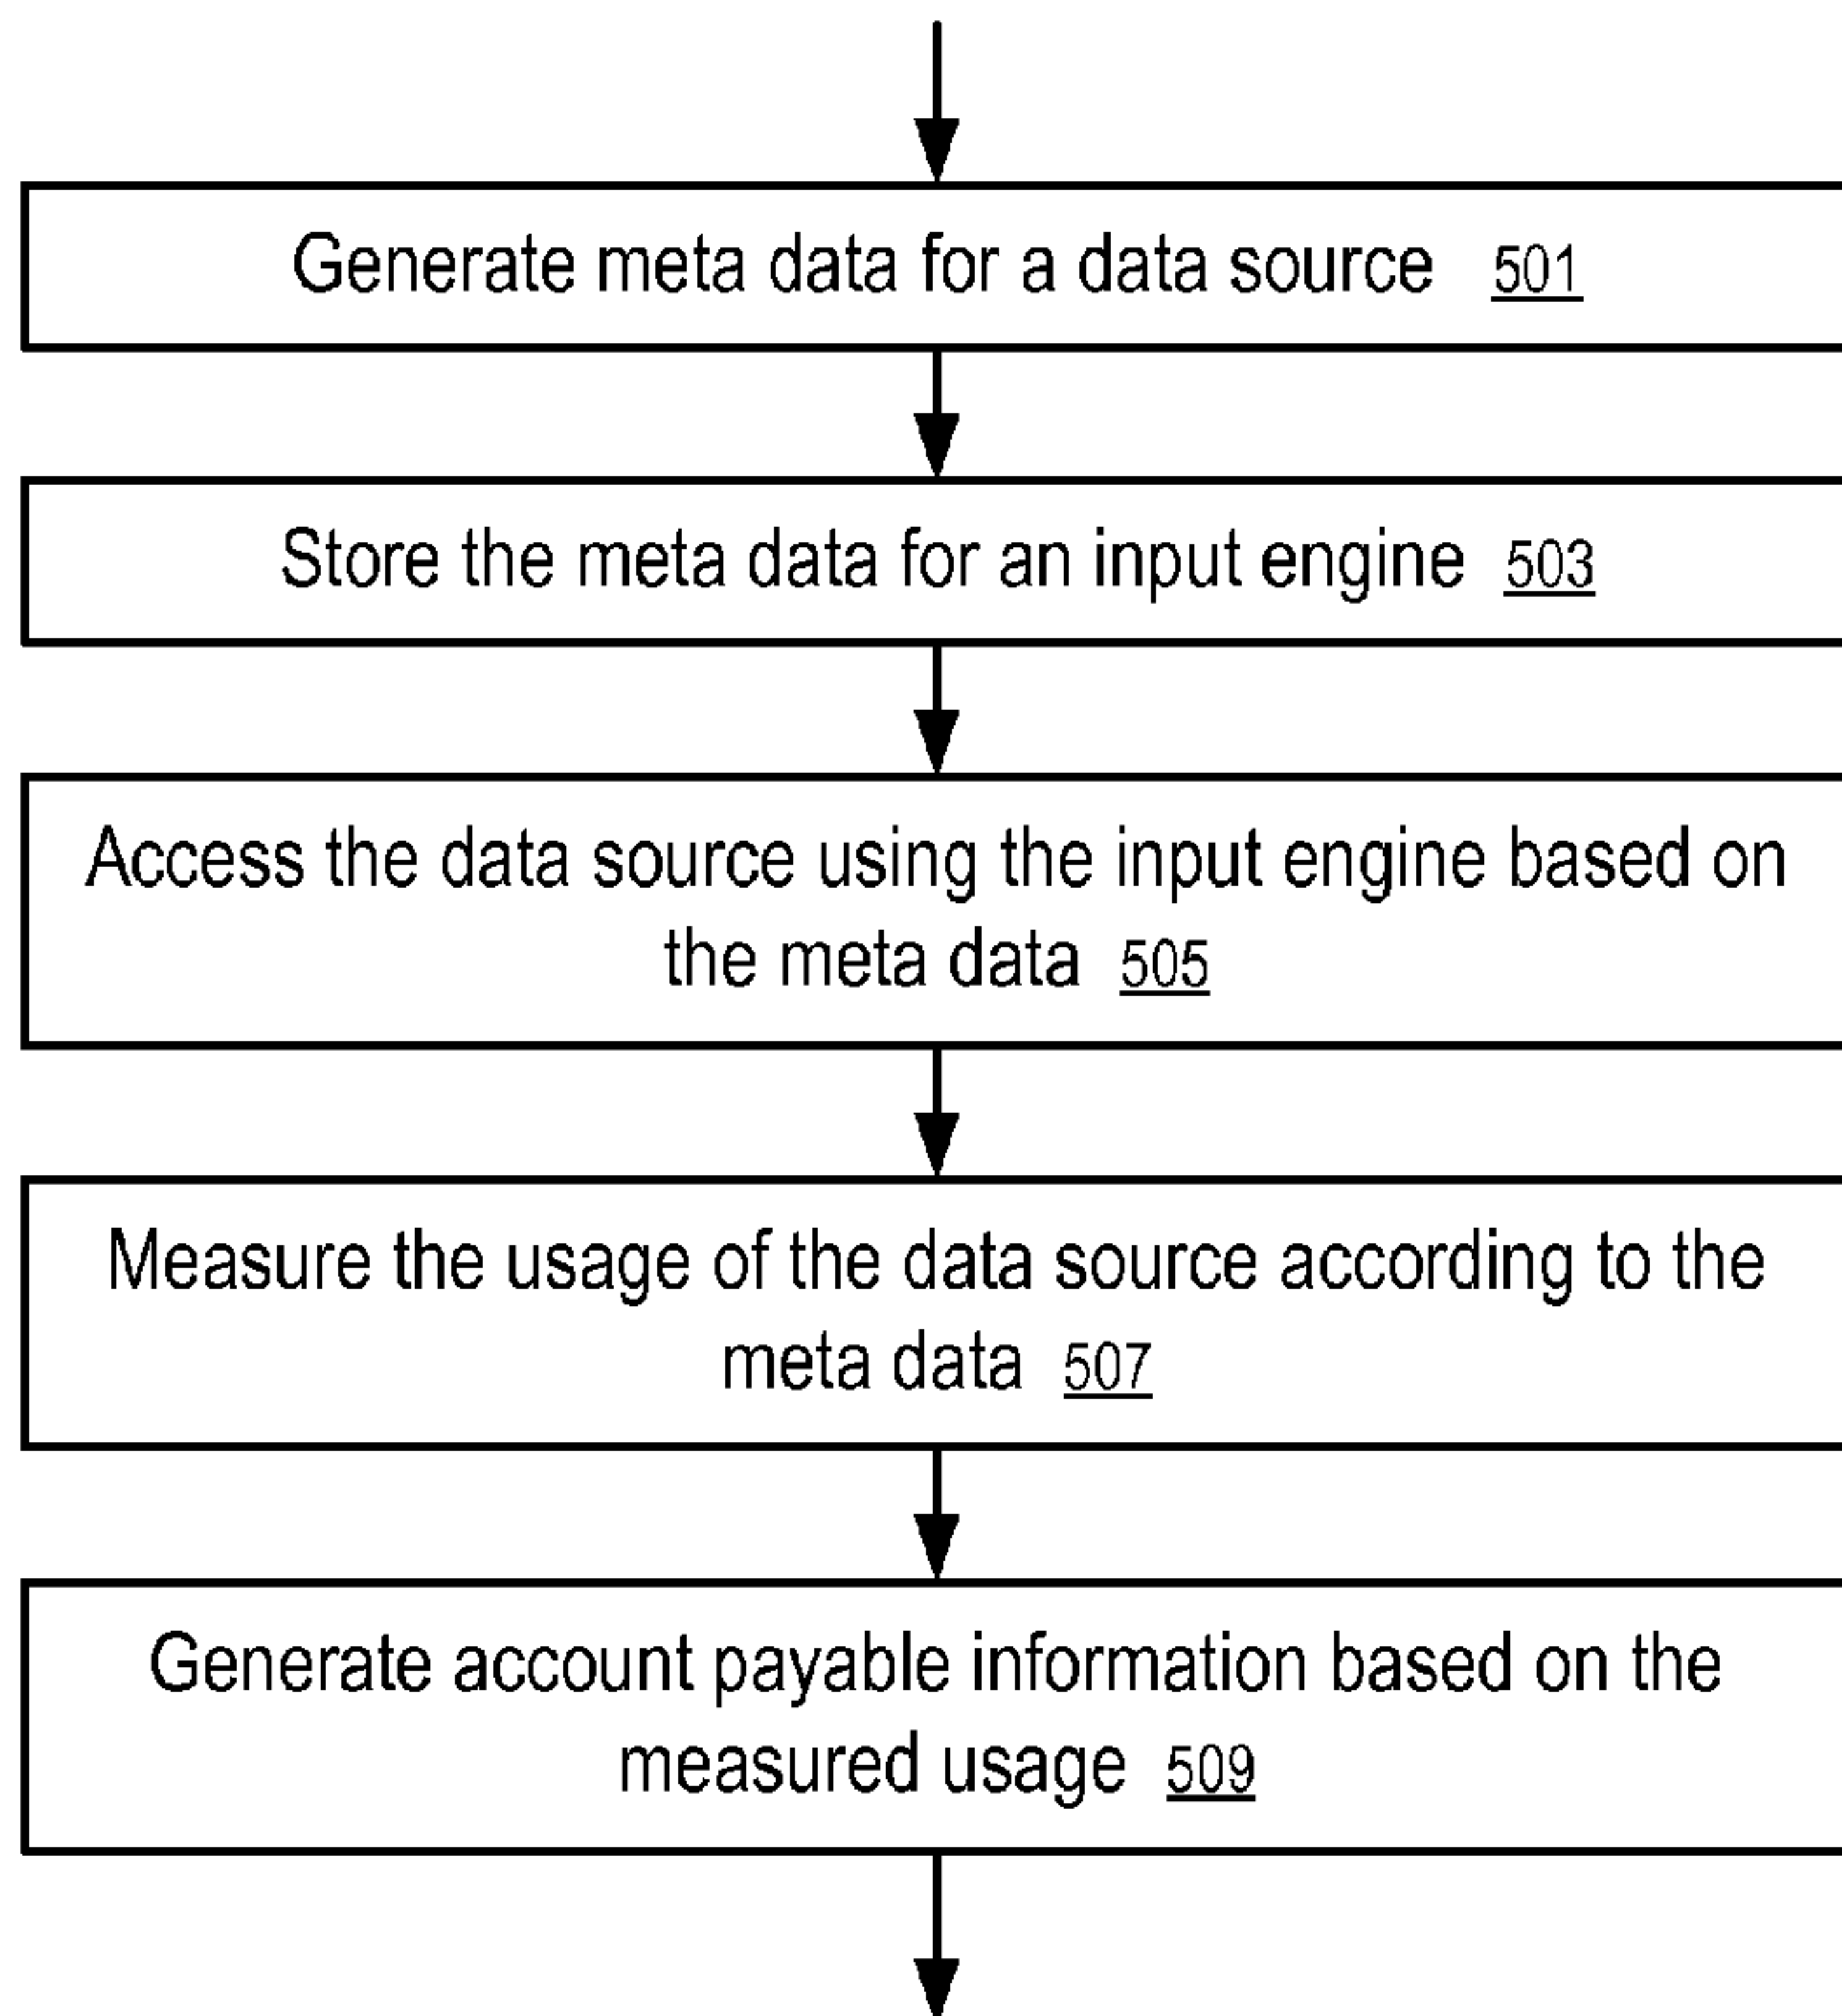 Generate meta data for a data source 501
Store the meta data for an input engine 503
Access the data source using the input engine based on
the meta data 505
Measure the usage of the data source according to the
meta data 507
Generate account payable information based on the
measured usage 509